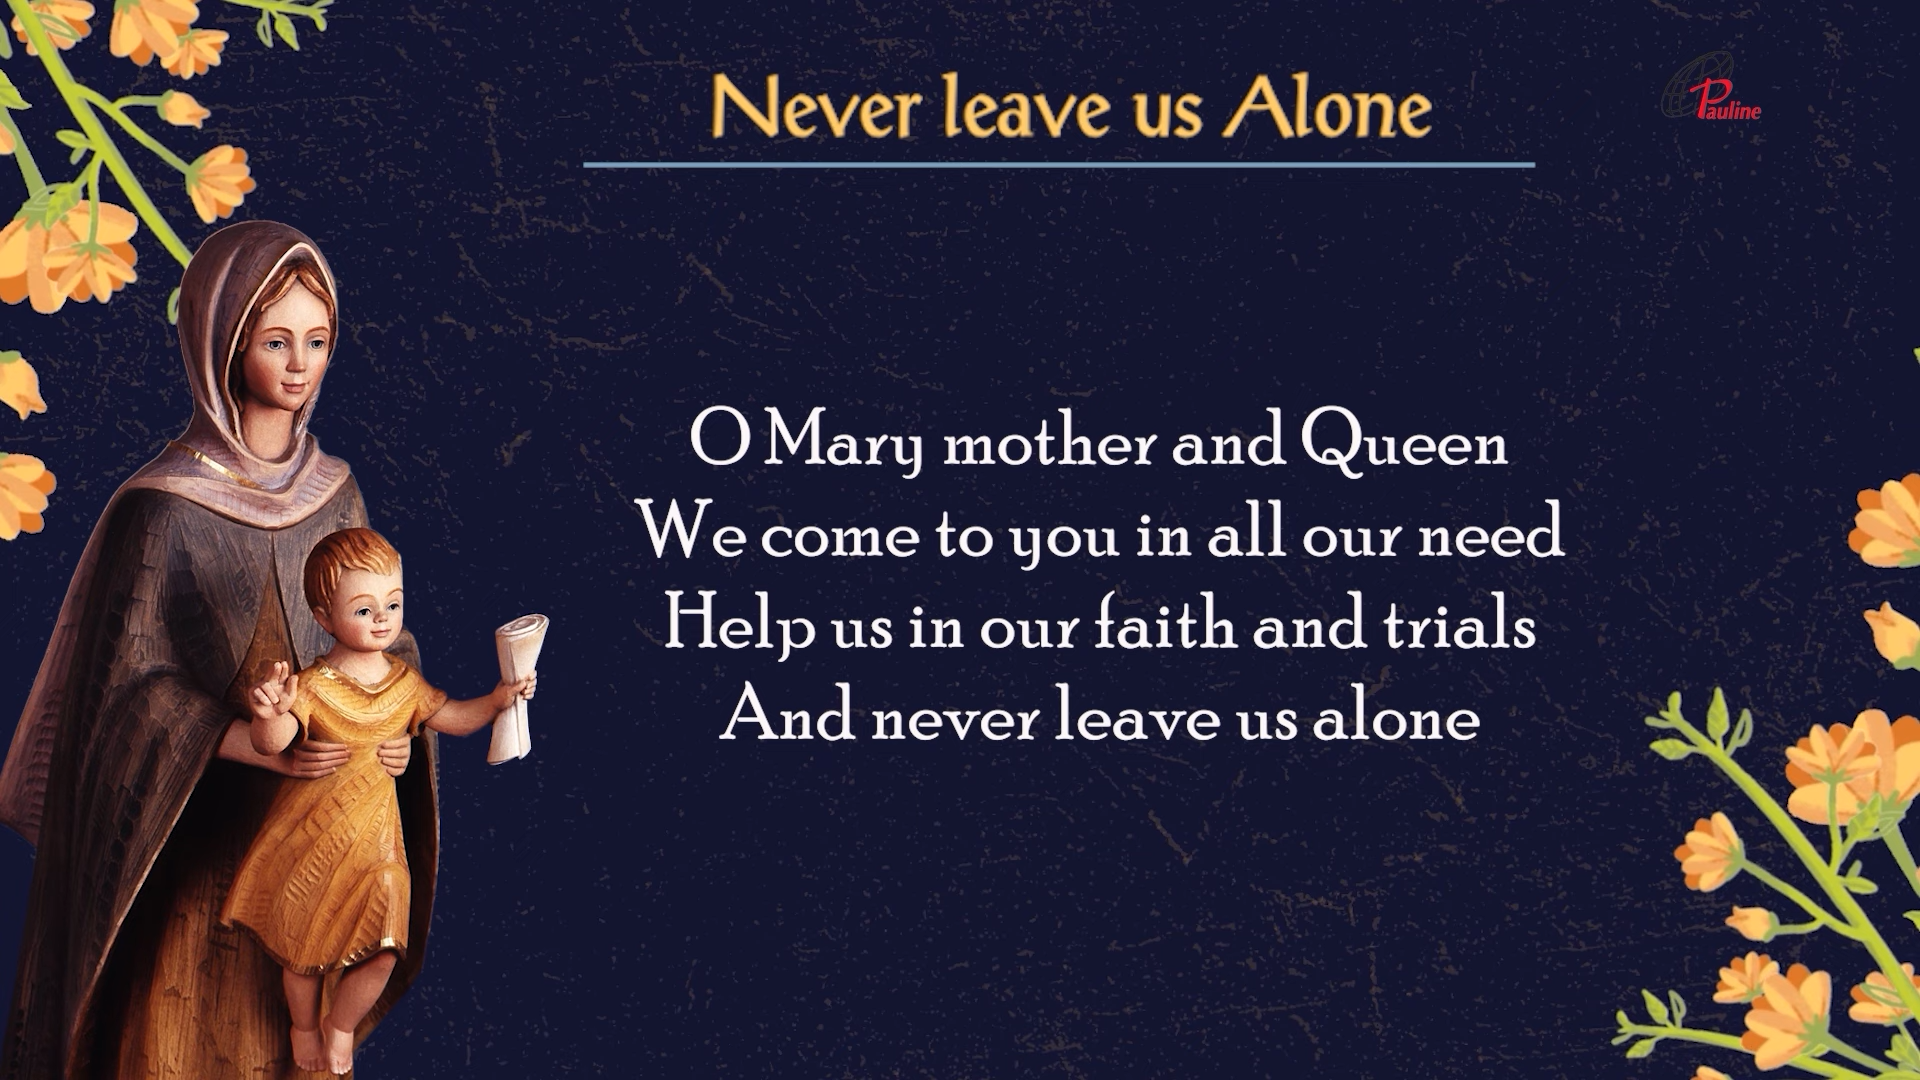 Never leave us Alone
Pauline
O Mary mother and Queen
We come to you in all our need
Help us in our faith and trials
And never leave us alone